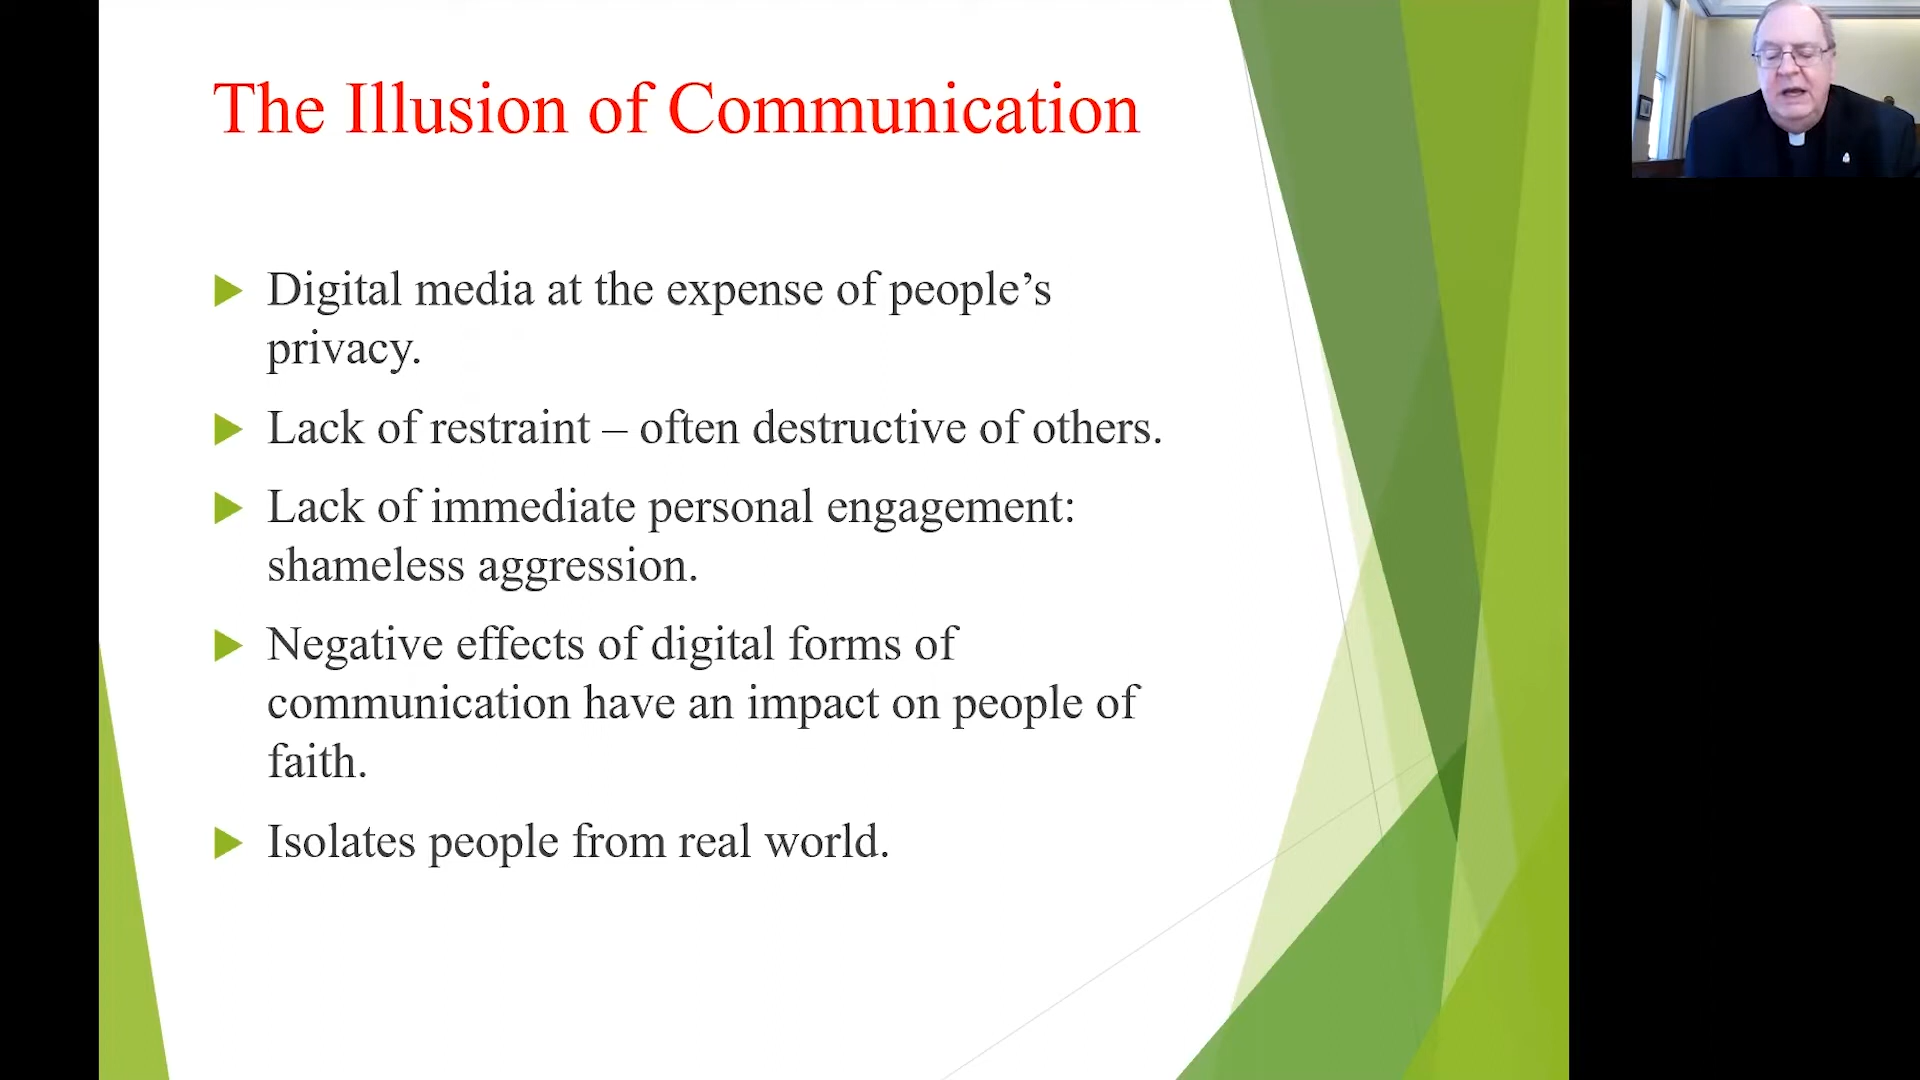 The Illusion of Communication
Digital media at the expense of people’s
privacy.
Lack of restraint – often destructive of others.
Lack of immediate personal engagement:
shameless aggression.
Negative effects of digital forms of
communication have an impact on people of
faith.
Isolates people from real world.